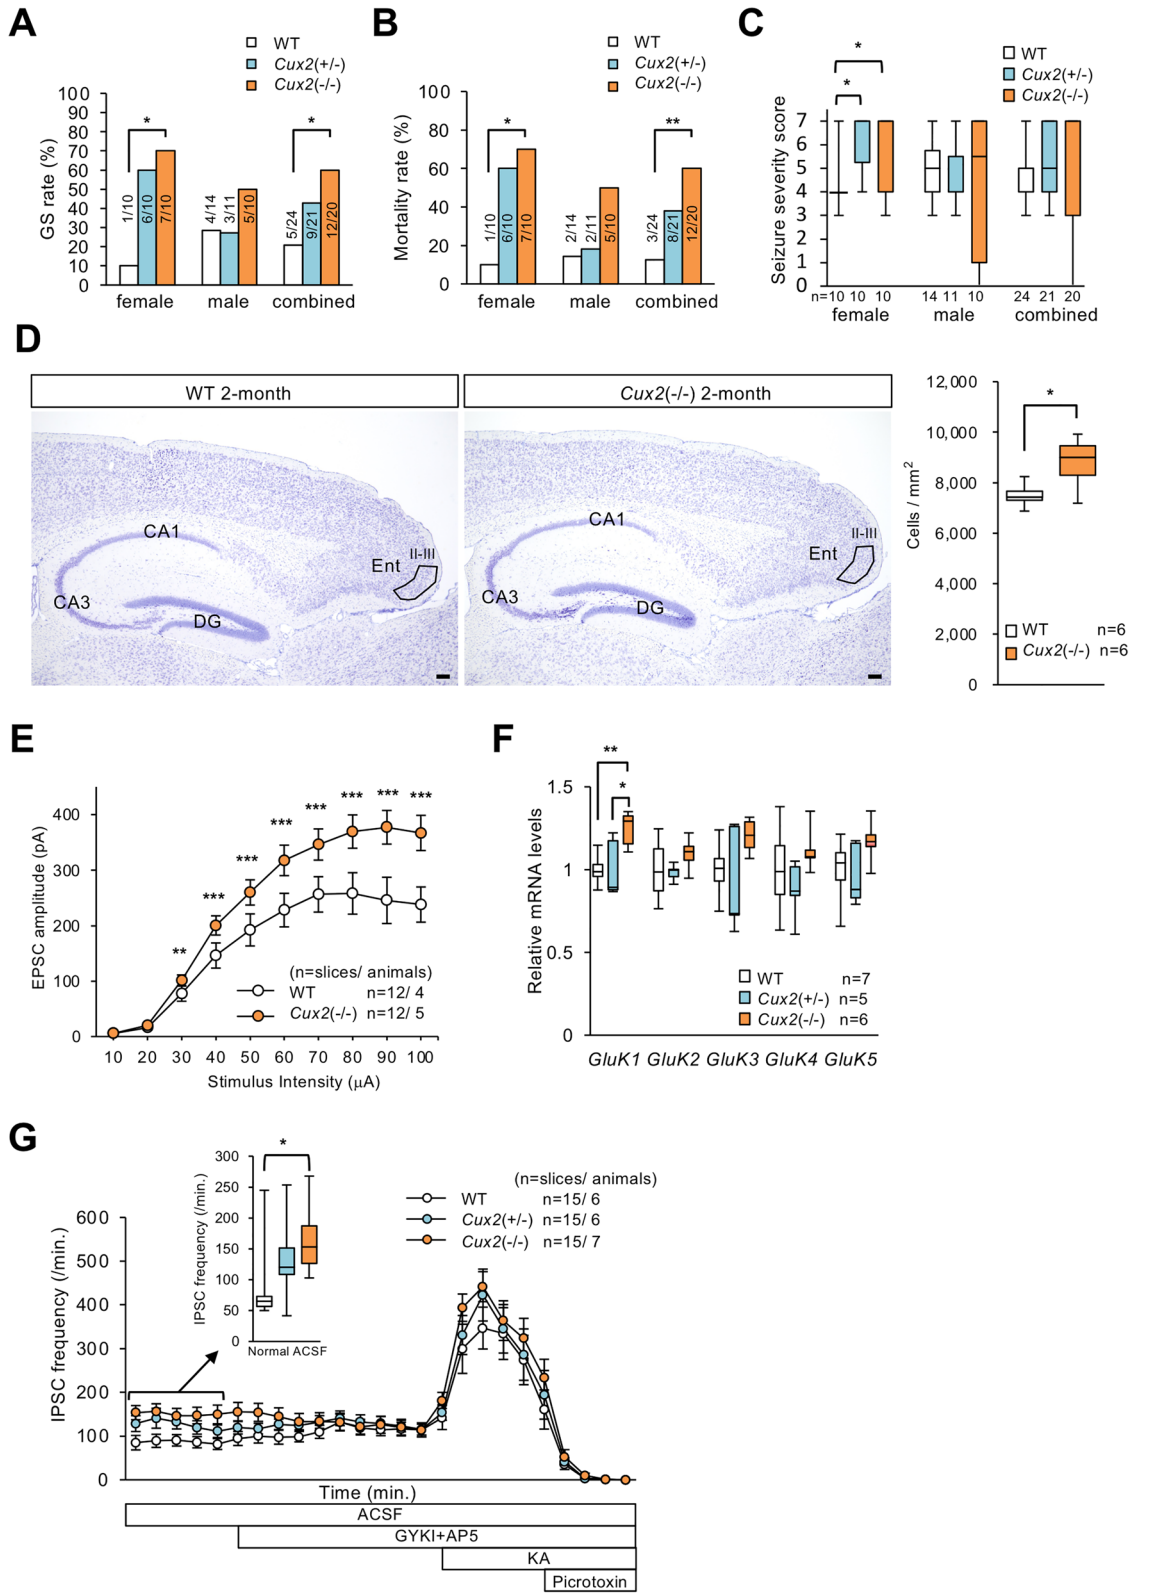 A
WT
Cux2(+/-)
Cux2(-/-)
GS rate (%)
100
90
80
70
60
50
40
30
20
10
0
*
*
1/10
6/10
7/10
4/14
3/11
5/10
5/24
9/21
12/20
female
male
combined
B
WT
Cux2(+/-)
Cux2(-/-)
Mortality rate (%)
100
80
60
40
20
0
*
**
1/10
6/10
7/10
2/14
2/11
5/10
3/24
8/21
12/20
female
male
combined
C
WT
Cux2(+/-)
Cux2(-/-)
Seizure severity score
7
6
5
4
3
2
1
0
*
*
n=10 10 10
14 11 10
24 21 20
female
male
combined
D
WT 2-month
CA1
CA3
DG
Ent
II-III
Cux2(-/-) 2-month
CA1
CA3
DG
Ent
II-III
Cells / mm2
12,000
10,000
8,000
6,000
4,000
2,000
0
*
WT n=6
Cux2(-/-) n=6
E
EPSC amplitude (pA)
400
300
200
100
0
**
***
***
***
***
***
***
***
(n=slices/ animals)
WT n=12/ 4
Cux2(-/-) n=12/ 5
10 20 30 40 50 60 70 80 90 100
Stimulus Intensity (μA)
F
Relative mRNA levels
1.5
1
0.5
0
**
*
WT n=7
Cux2(+/-) n=5
Cux2(-/-) n=6
GluK1 GluK2 GluK3 GluK4 GluK5
G
IPSC frequency (/min.)
300
250
200
150
100
50
0
*
Normal ACSF
(n=slices/ animals)
WT n=15/ 6
Cux2(+/-) n=15/ 6
Cux2(-/-) n=15/ 7
IPSC frequency (/min.)
600
500
400
300
200
100
0
Time (min.)
ACSF
GYKI+AP5
KA
Picrotoxin